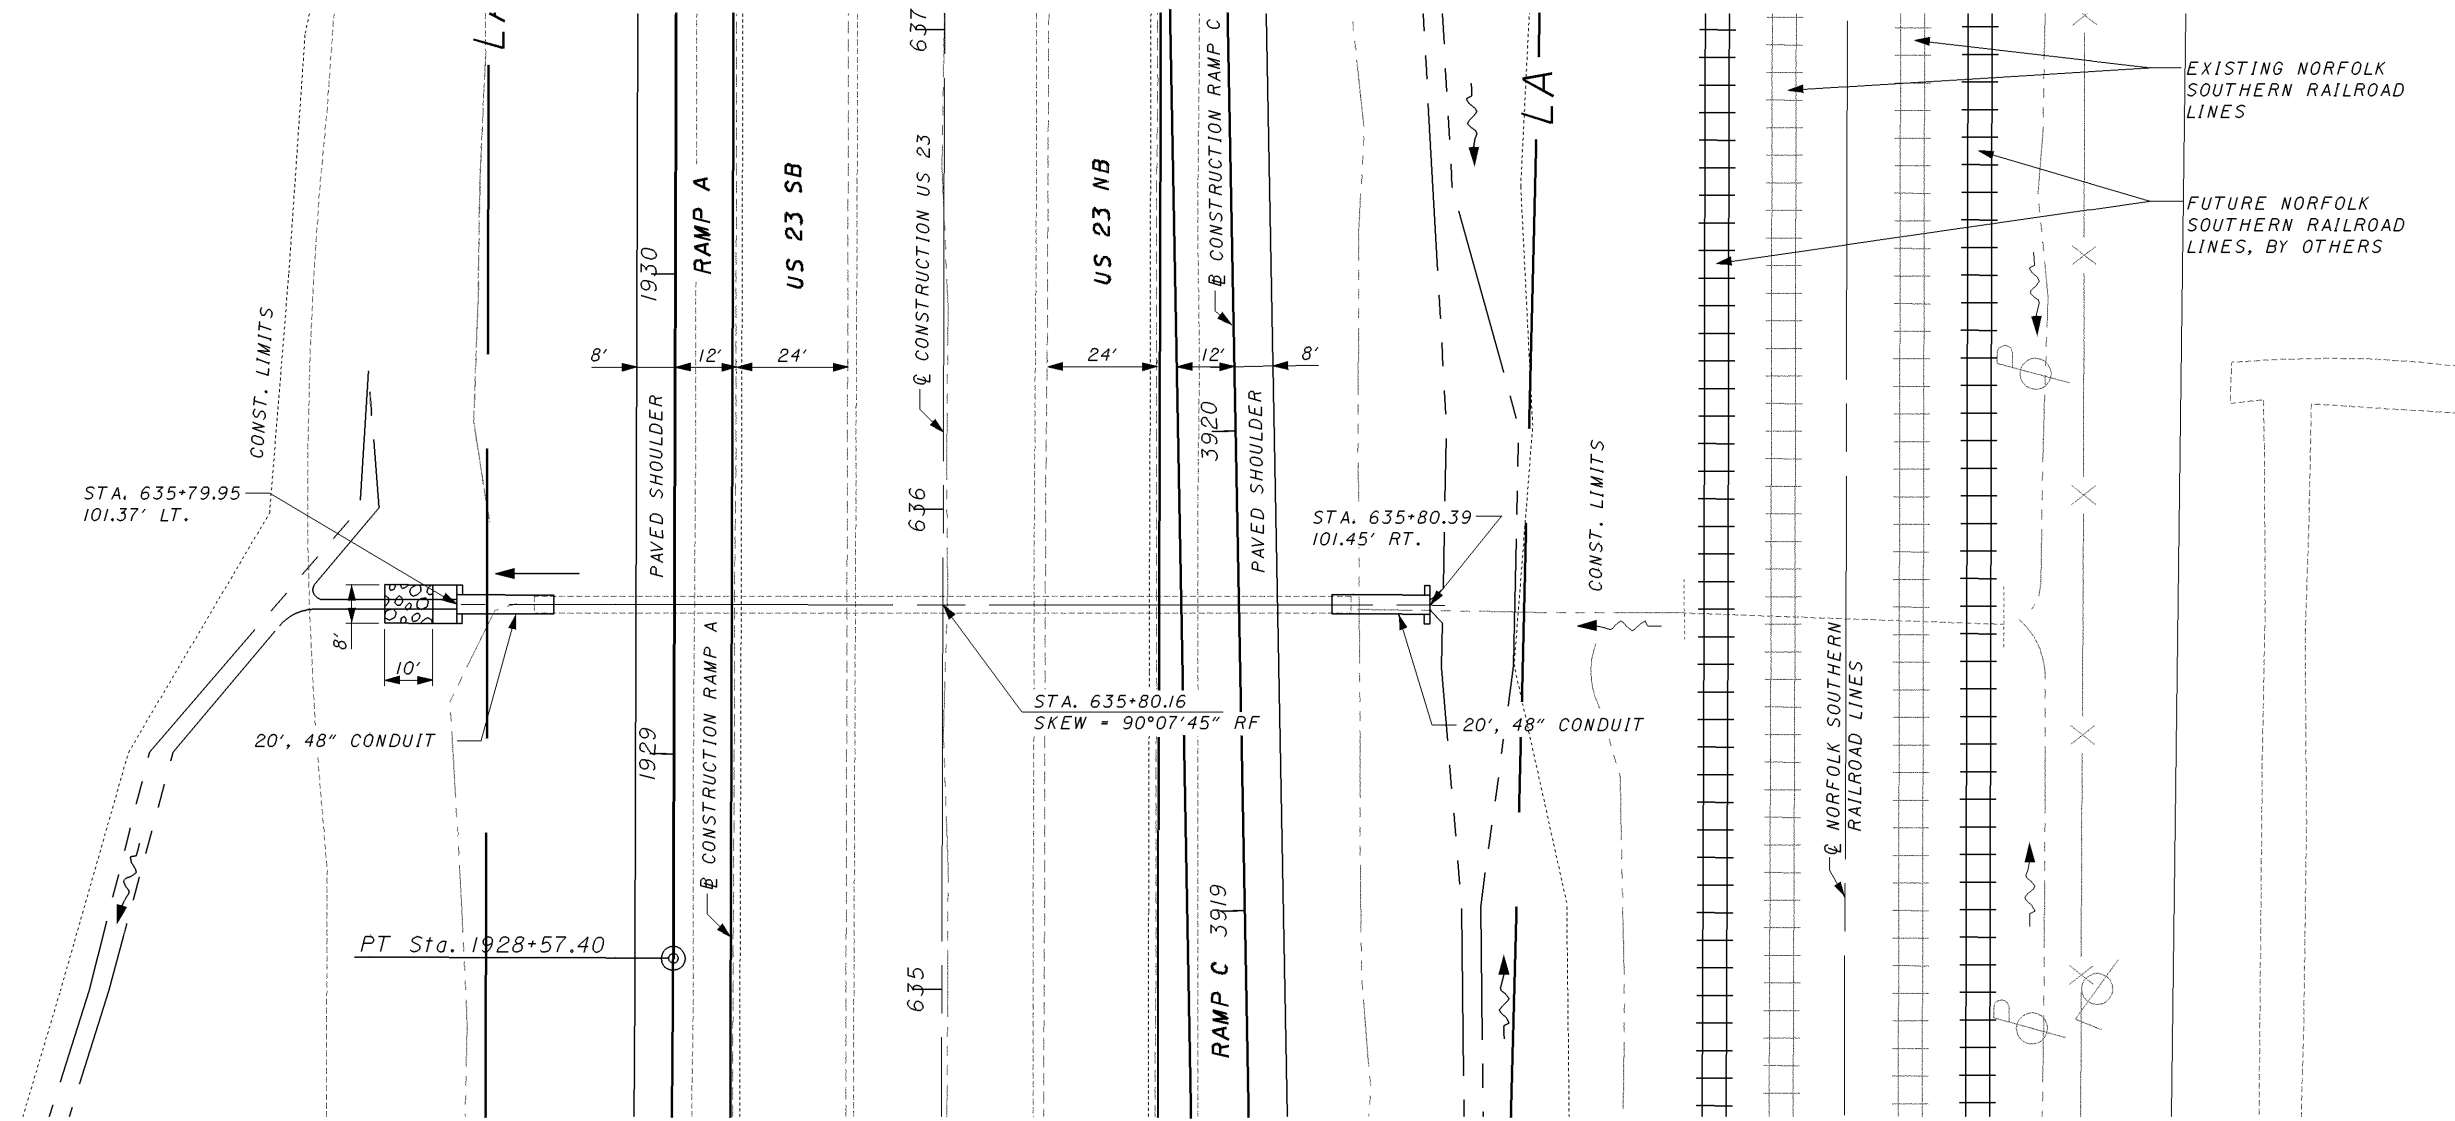 LA
637
LA
EXISTING NORFOLK
SOUTHERN RAILROAD
LINES
FUTURE NORFOLK
SOUTHERN RAILROAD
LINES, BY OTHERS
CONST. LIMITS
1930
RAMP A
US 23 SB
℄ CONSTRUCTION US 23
US 23 NB
B CONSTRUCTION RAMP C
8'
12'
24'
24'
12'
8'
PAVED SHOULDER
3920
PAVED SHOULDER
STA. 635+79.95
101.37' LT.
636
STA. 635+80.39
101.45' RT.
CONST. LIMITS
8'
10'
20', 48" CONDUIT
1929
B CONSTRUCTION RAMP A
STA. 635+80.16
SKEW = 90°07'45" RF
20', 48" CONDUIT
℄ NORFOLK SOUTHERN
RAILROAD LINES
PT Sta. 1928+57.40
635
RAMP C
3919
P
P